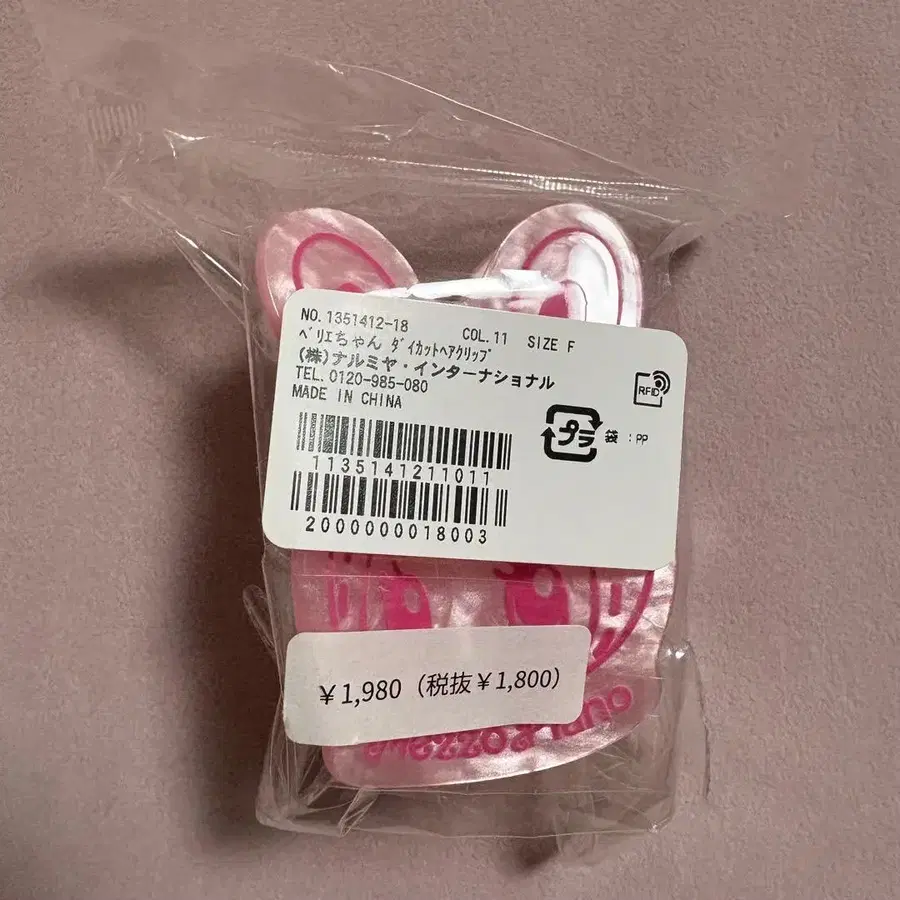 NO.1351412-18 COL.11 SIZE F
ﾍﾞﾘｴちゃん ﾀﾞｲｶｯﾄﾍｱｸﾘｯﾌﾟ
(株)ナルミヤ・インターナショナル
TEL.0120-985-080
MADE IN CHINA
RFID
プラ 袋 :PP
1135141211011
2000000018003
¥1,980(税抜¥1,800)
mezzo piano